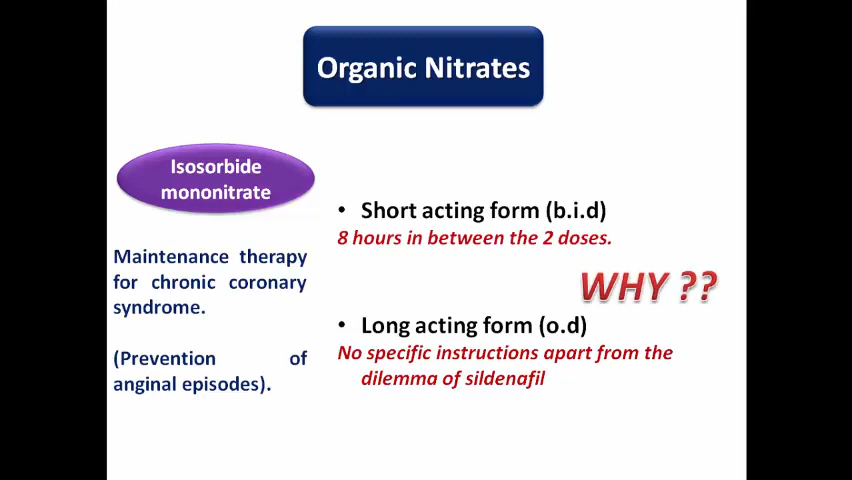 Organic Nitrates
Isosorbide
mononitrate
Maintenance therapy
for chronic coronary
syndrome.
(Prevention of
anginal episodes).
• Short acting form (b.i.d)
8 hours in between the 2 doses.
WHY ??
• Long acting form (o.d)
No specific instructions apart from the
dilemma of sildenafil